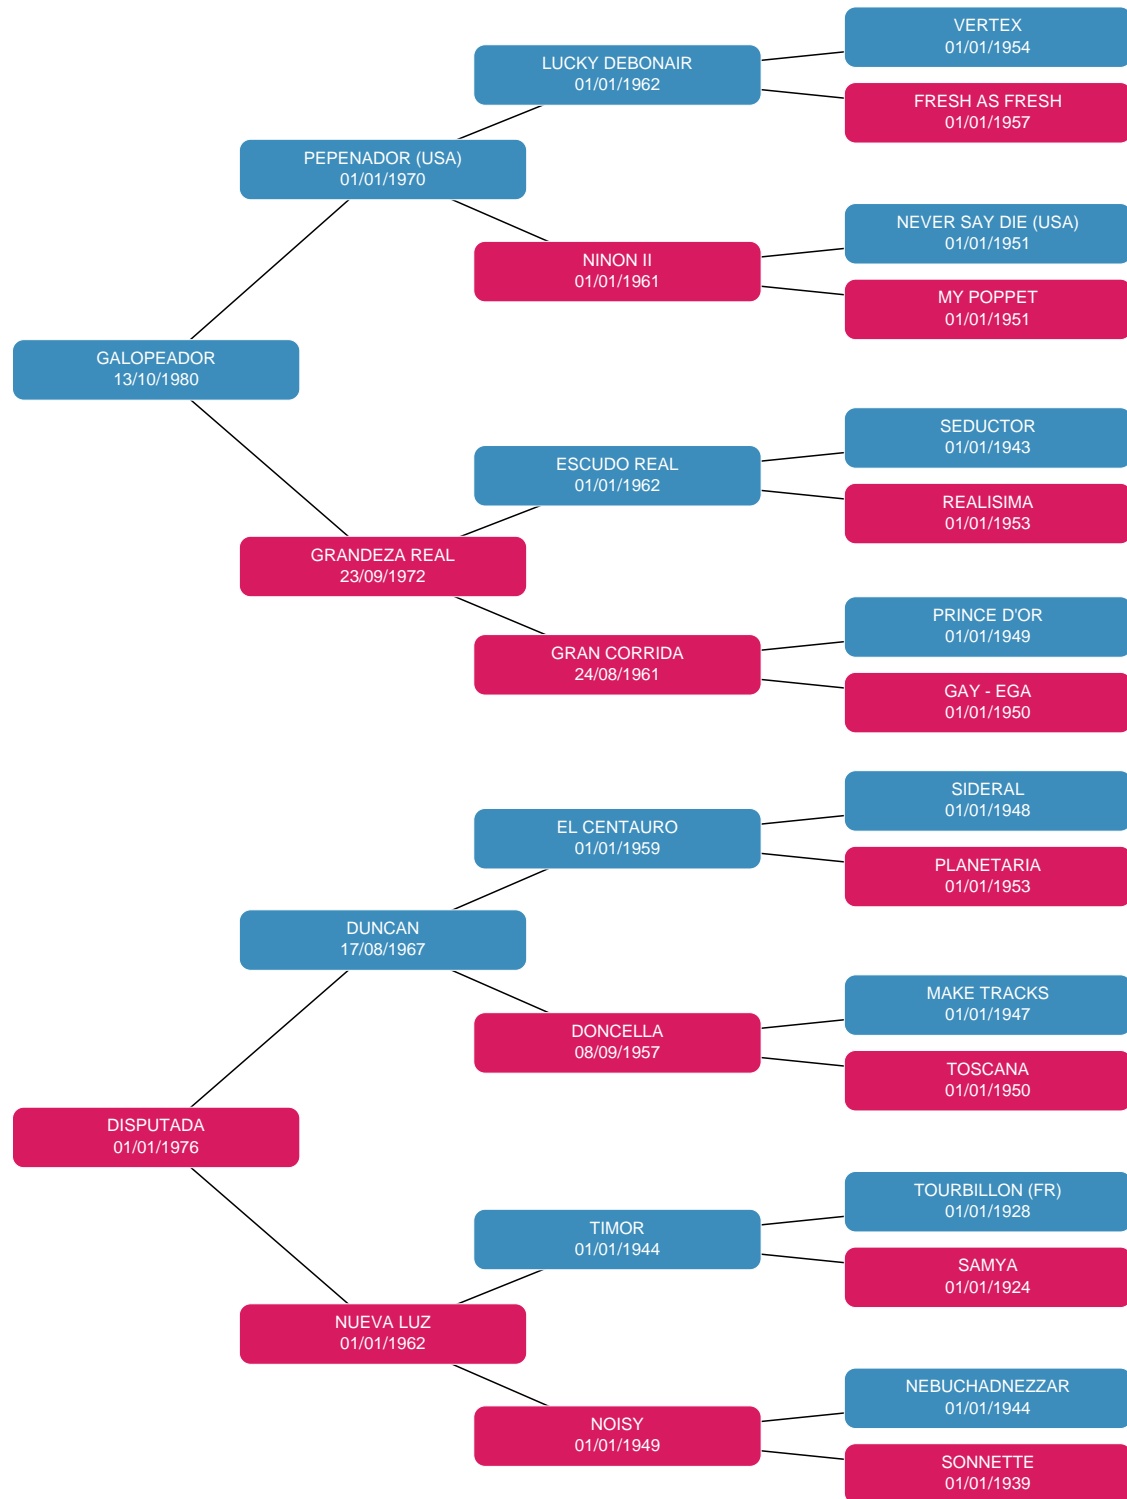 VERTEX
01/01/1954
LUCKY DEBONAIR
01/01/1962
FRESH AS FRESH
01/01/1957
PEPENADOR (USA)
01/01/1970
NEVER SAY DIE (USA)
01/01/1951
NINON II
01/01/1961
MY POPPET
01/01/1951
GALOPEADOR
13/10/1980
SEDUCTOR
01/01/1943
ESCUDO REAL
01/01/1962
REALISIMA
01/01/1953
GRANDEZA REAL
23/09/1972
PRINCE D'OR
01/01/1949
GRAN CORRIDA
24/08/1961
GAY - EGA
01/01/1950
SIDERAL
01/01/1948
EL CENTAURO
01/01/1959
PLANETARIA
01/01/1953
DUNCAN
17/08/1967
MAKE TRACKS
01/01/1947
DONCELLA
08/09/1957
TOSCANA
01/01/1950
DISPUTADA
01/01/1976
TOURBILLON (FR)
01/01/1928
TIMOR
01/01/1944
SAMYA
01/01/1924
NUEVA LUZ
01/01/1962
NEBUCHADNEZZAR
01/01/1944
NOISY
01/01/1949
SONNETTE
01/01/1939